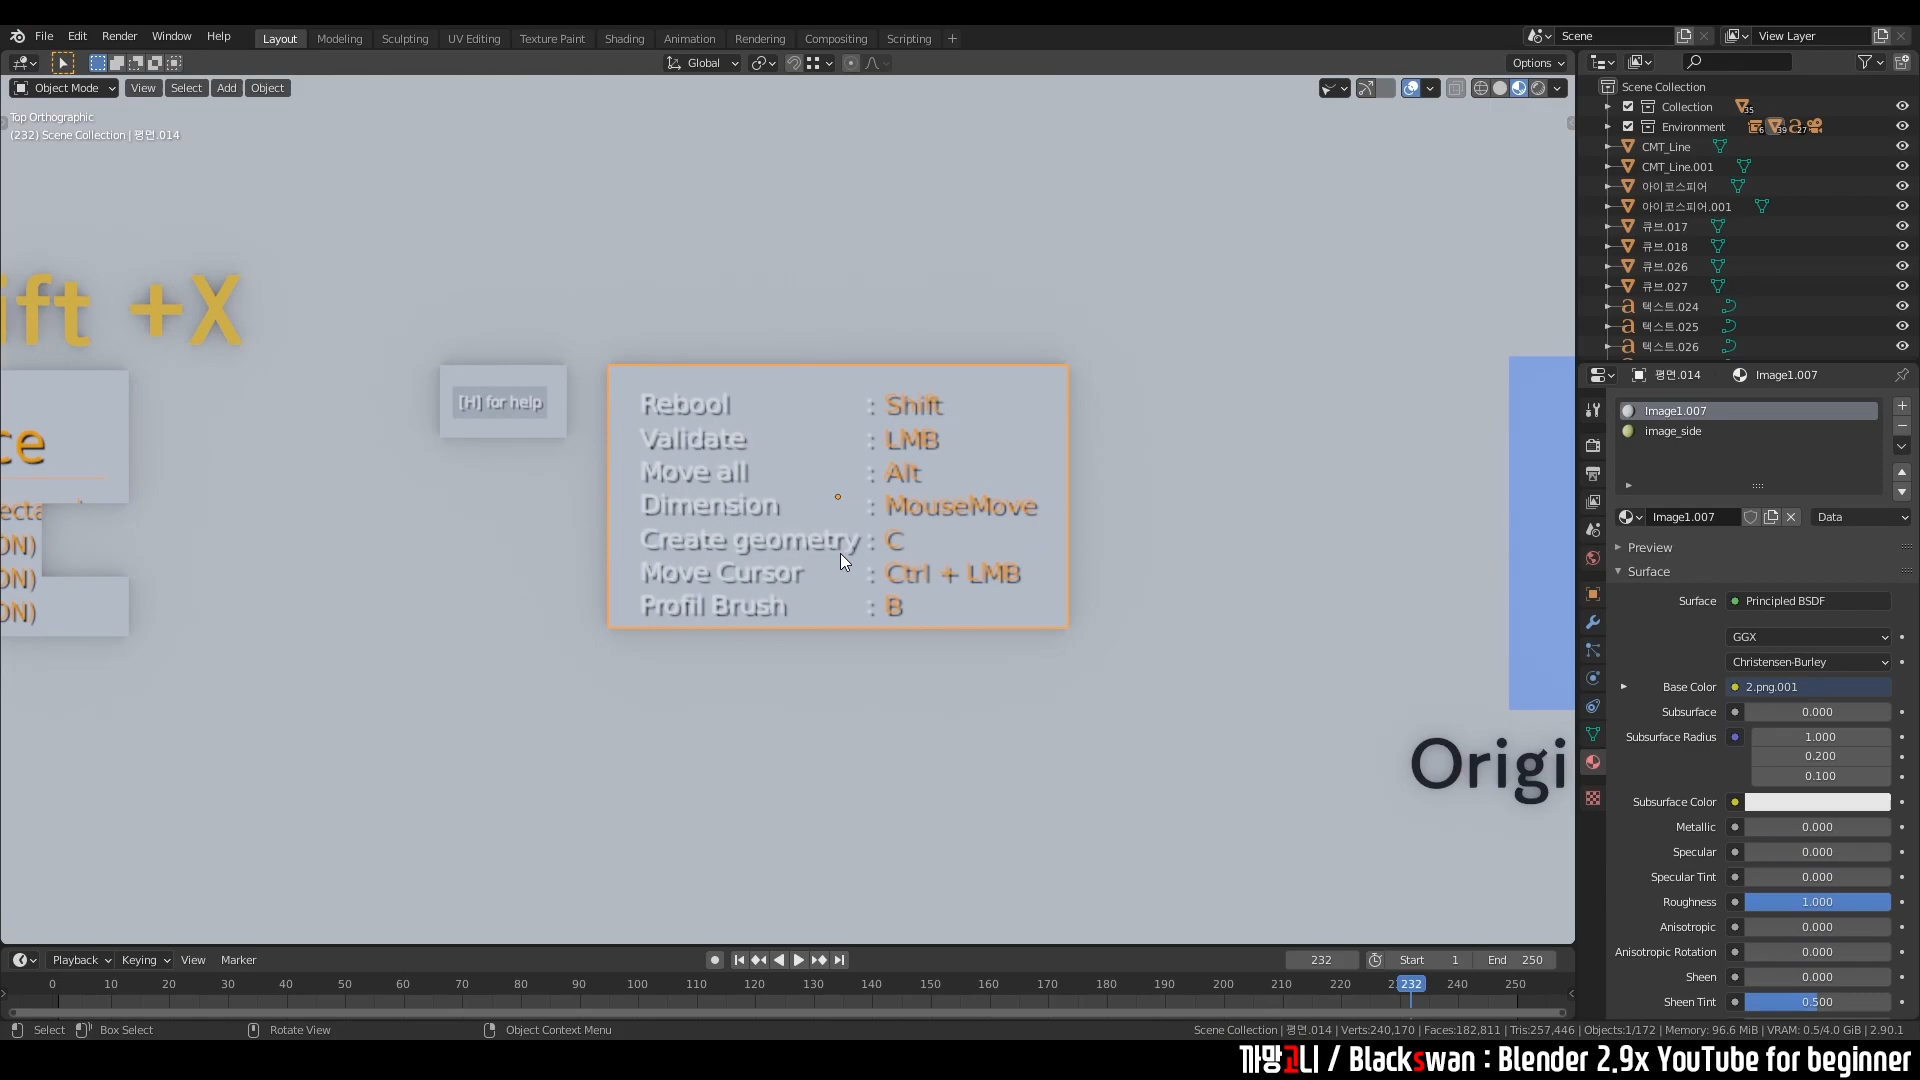 File Edit Render Window Help Layout Modeling Sculpting UV Editing Texture Paint Shading Animation Rendering Compositing Scripting + Scene View Layer
Global Options
Object Mode View Select Add Object
Top Orthographic
(232) Scene Collection | 평면.014
ift +X
ce
ON)
ON)
ON)
[H] for help
Rebool : Shift
Validate : LMB
Move all : Alt
Dimension : MouseMove
Create geometry : C
Move Cursor : Ctrl + LMB
Profil Brush : B
Origi
Scene Collection
Collection 35
Environment 6 39 27
CMT_Line
CMT_Line.001
아이코스피어
아이코스피어.001
큐브.017
큐브.018
큐브.026
큐브.027
텍스트.024
텍스트.025
텍스트.026
평면.014 Image1.007
Image1.007
image_side
Image1.007 Data
Preview
Surface
Surface Principled BSDF
GGX
Christensen-Burley
Base Color 2.png.001
Subsurface 0.000
Subsurface Radius 1.000
0.200
0.100
Subsurface Color
Metallic 0.000
Specular 0.000
Specular Tint 0.000
Roughness 1.000
Anisotropic 0.000
Anisotropic Rotation 0.000
Sheen 0.000
Sheen Tint 0.500
Playback Keying View Marker 232 Start 1 End 250
0 10 20 30 40 50 60 70 80 90 100 110 120 130 140 150 160 170 180 190 200 210 220 232 240 250
Select Box Select Rotate View Object Context Menu Scene Collection | 평면.014 | Verts:240,170 | Faces:182,811 | Tris:257,446 | Objects:1/172 | Memory: 96.6 MiB | VRAM: 0.5/4.0 GiB | 2.90.1
까망고니 / Blackswan : Blender 2.9x YouTube for beginner